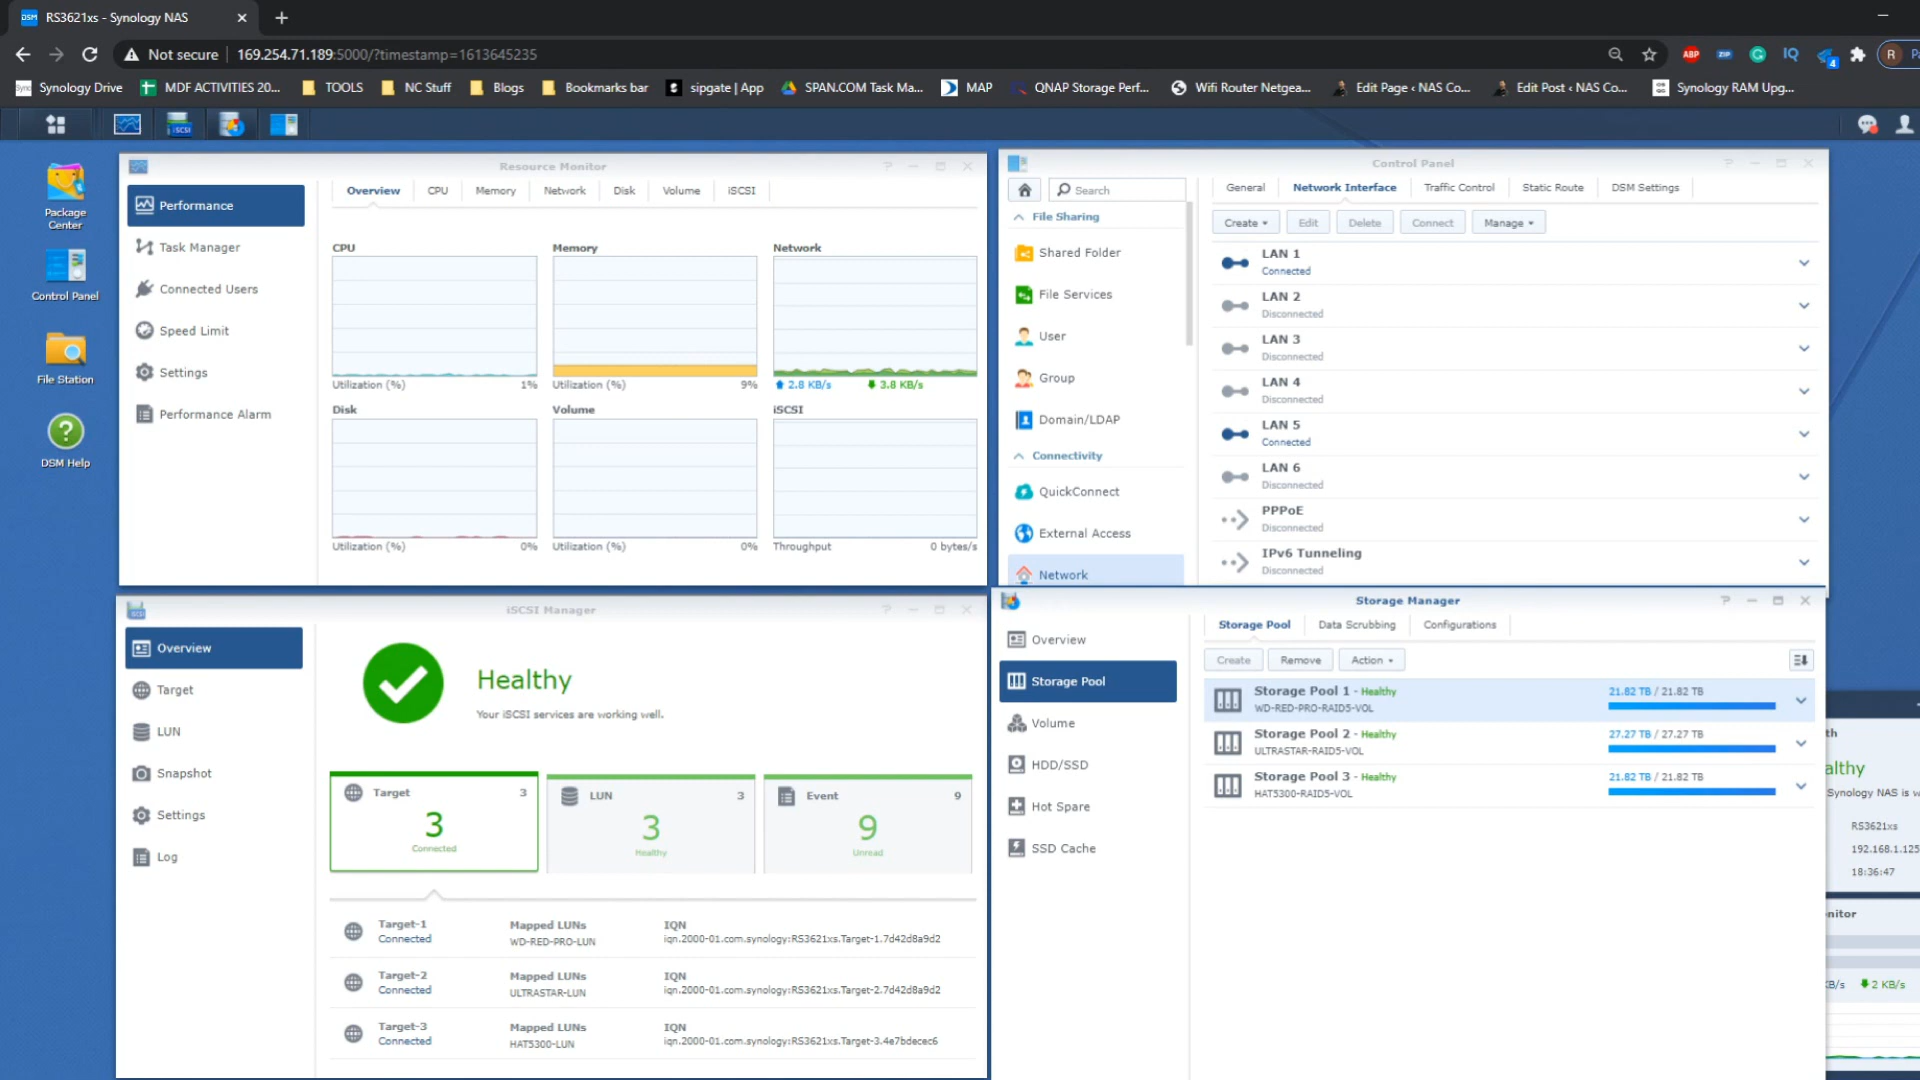 RS3621xs - Synology NAS
Not secure
169.254.71.189:5000/?timestamp=1613645235
ABP
ZIP
IQ
4
R
Synology Drive
MDF ACTIVITIES 20...
TOOLS
NC Stuff
Blogs
Bookmarks bar
sipgate | App
SPAN.COM Task Ma...
MAP
QNAP Storage Perf...
Wifi Router Netgea...
Edit Page ‹ NAS Co...
Edit Post ‹ NAS Co...
Synology RAM Upg...
Package
Center
Control Panel
File Station
DSM Help
Resource Monitor
Performance
Task Manager
Connected Users
Speed Limit
Settings
Performance Alarm
Overview
CPU
Memory
Network
Disk
Volume
iSCSI
CPU
Memory
Network
Utilization (%) 1%
Utilization (%) 9%
2.8 KB/s 3.8 KB/s
Disk
Volume
iSCSI
Utilization (%) 0%
Utilization (%) 0%
Throughput 0 bytes/s
Control Panel
Search
File Sharing
Shared Folder
File Services
User
Group
Domain/LDAP
Connectivity
QuickConnect
External Access
Network
General
Network Interface
Traffic Control
Static Route
DSM Settings
Create
Edit
Delete
Connect
Manage
LAN 1
Connected
LAN 2
Disconnected
LAN 3
Disconnected
LAN 4
Disconnected
LAN 5
Connected
LAN 6
Disconnected
PPPoE
Disconnected
IPv6 Tunneling
Disconnected
iSCSI Manager
Overview
Target
LUN
Snapshot
Settings
Log
Healthy
Your iSCSI services are working well.
Target 3
3
Connected
LUN 3
3
Healthy
Event 9
9
Unread
Target-1
Connected
Mapped LUNs
WD-RED-PRO-LUN
IQN
iqn.2000-01.com.synology:RS3621xs.Target-1.7d42d8a9d2
Target-2
Connected
Mapped LUNs
ULTRASTAR-LUN
IQN
iqn.2000-01.com.synology:RS3621xs.Target-2.7d42d8a9d2
Target-3
Connected
Mapped LUNs
HAT5300-LUN
IQN
iqn.2000-01.com.synology:RS3621xs.Target-3.4e7bdecec6
Storage Manager
Overview
Storage Pool
Volume
HDD/SSD
Hot Spare
SSD Cache
Storage Pool
Data Scrubbing
Configurations
Create
Remove
Action
Storage Pool 1 - Healthy
WD-RED-PRO-RAID5-VOL
21.82 TB / 21.82 TB
Storage Pool 2 - Healthy
ULTRASTAR-RAID5-VOL
27.27 TB / 27.27 TB
Storage Pool 3 - Healthy
HAT5300-RAID5-VOL
21.82 TB / 21.82 TB
th
althy
Synology NAS is w
RS3621xs
192.168.1.125
18:36:47
nitor
KB/s 2 KB/s